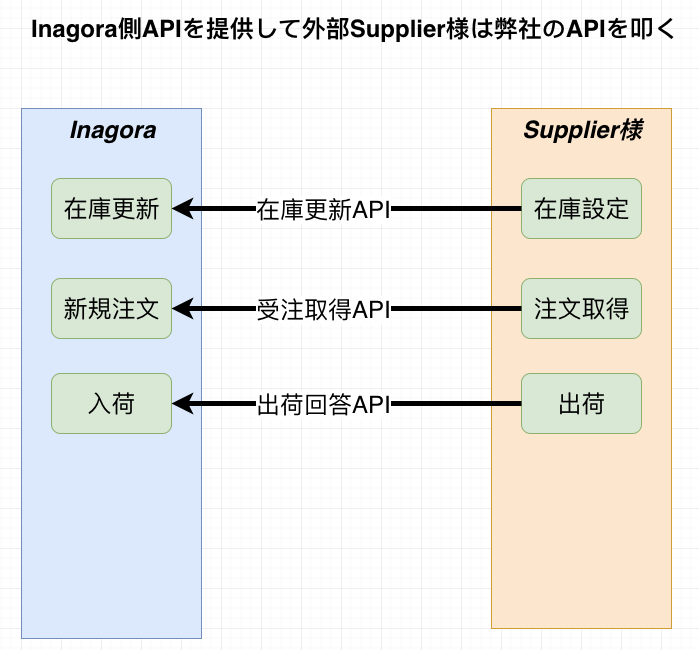 Inagora側APIを提供して外部Supplier様は弊社のAPIを叩く
Inagora
Supplier様
在庫更新
在庫更新API
在庫設定
新規注文
受注取得API
注文取得
入荷
出荷回答API
出荷